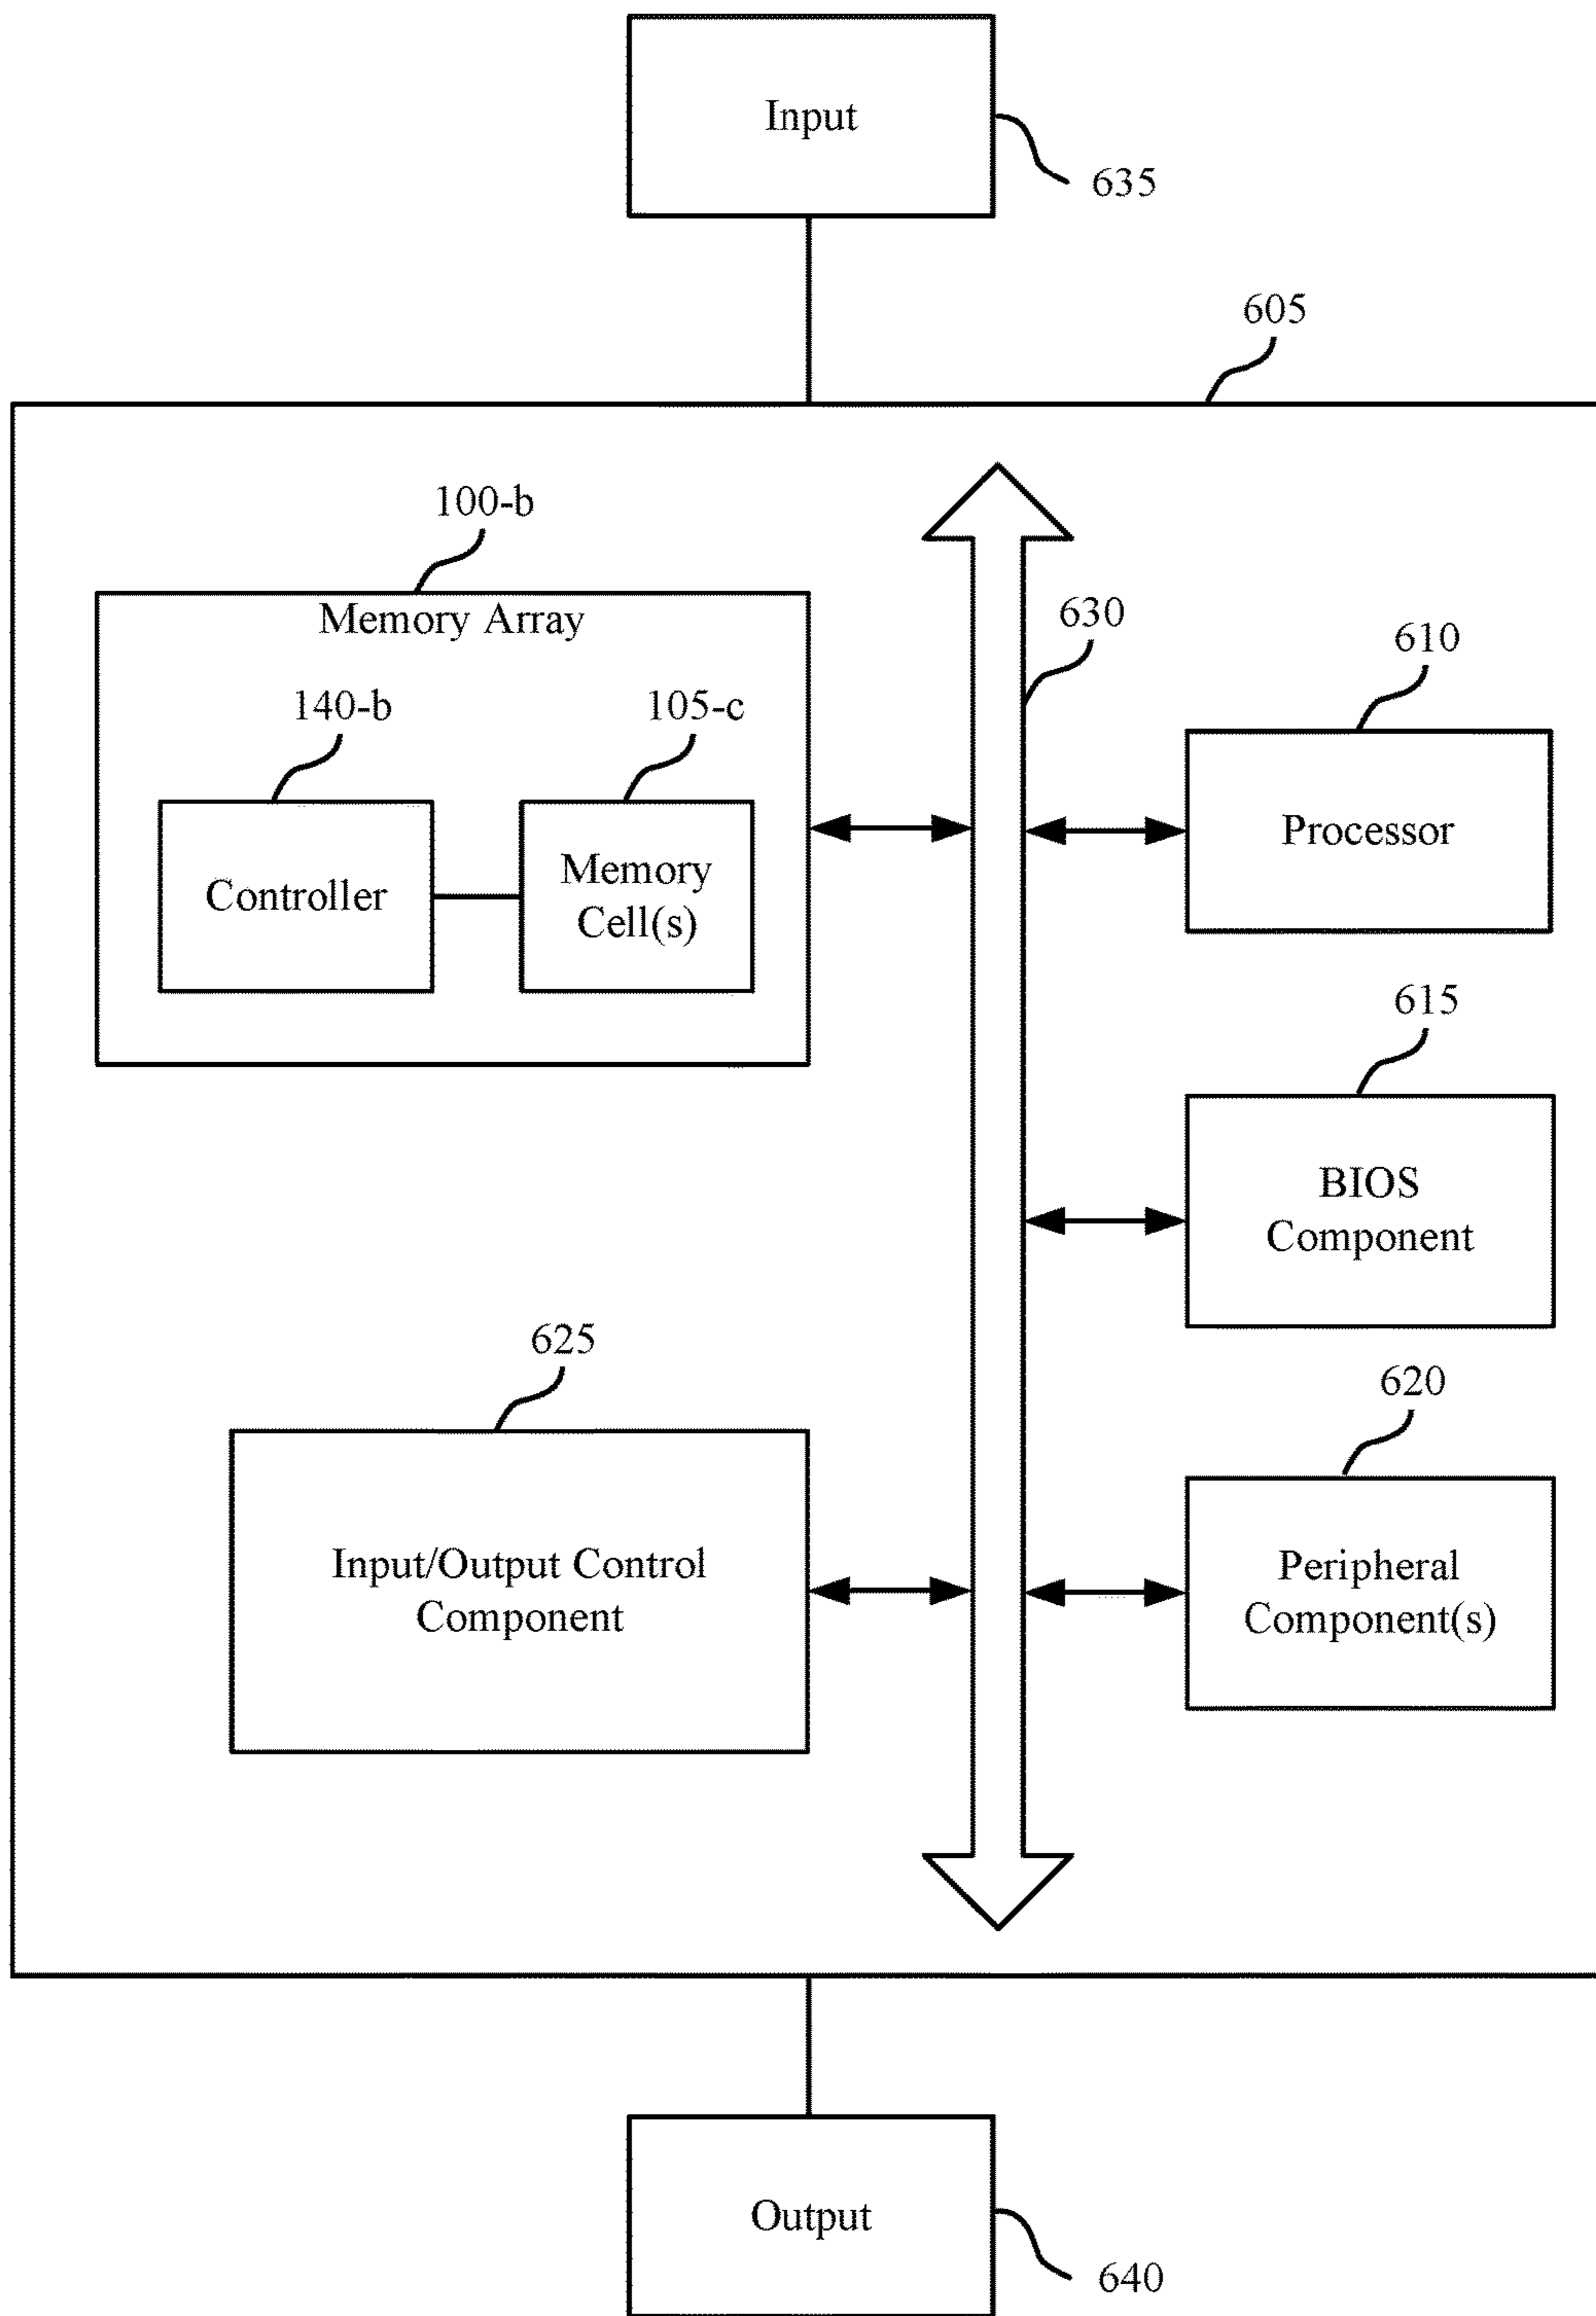 Input
635
605
100-b
Memory Array
630
610
140-b
105-c
Processor
Controller
Memory
Cell(s)
615
BIOS
Component
625
620
Input/Output Control
Component
Peripheral
Component(s)
Output
640